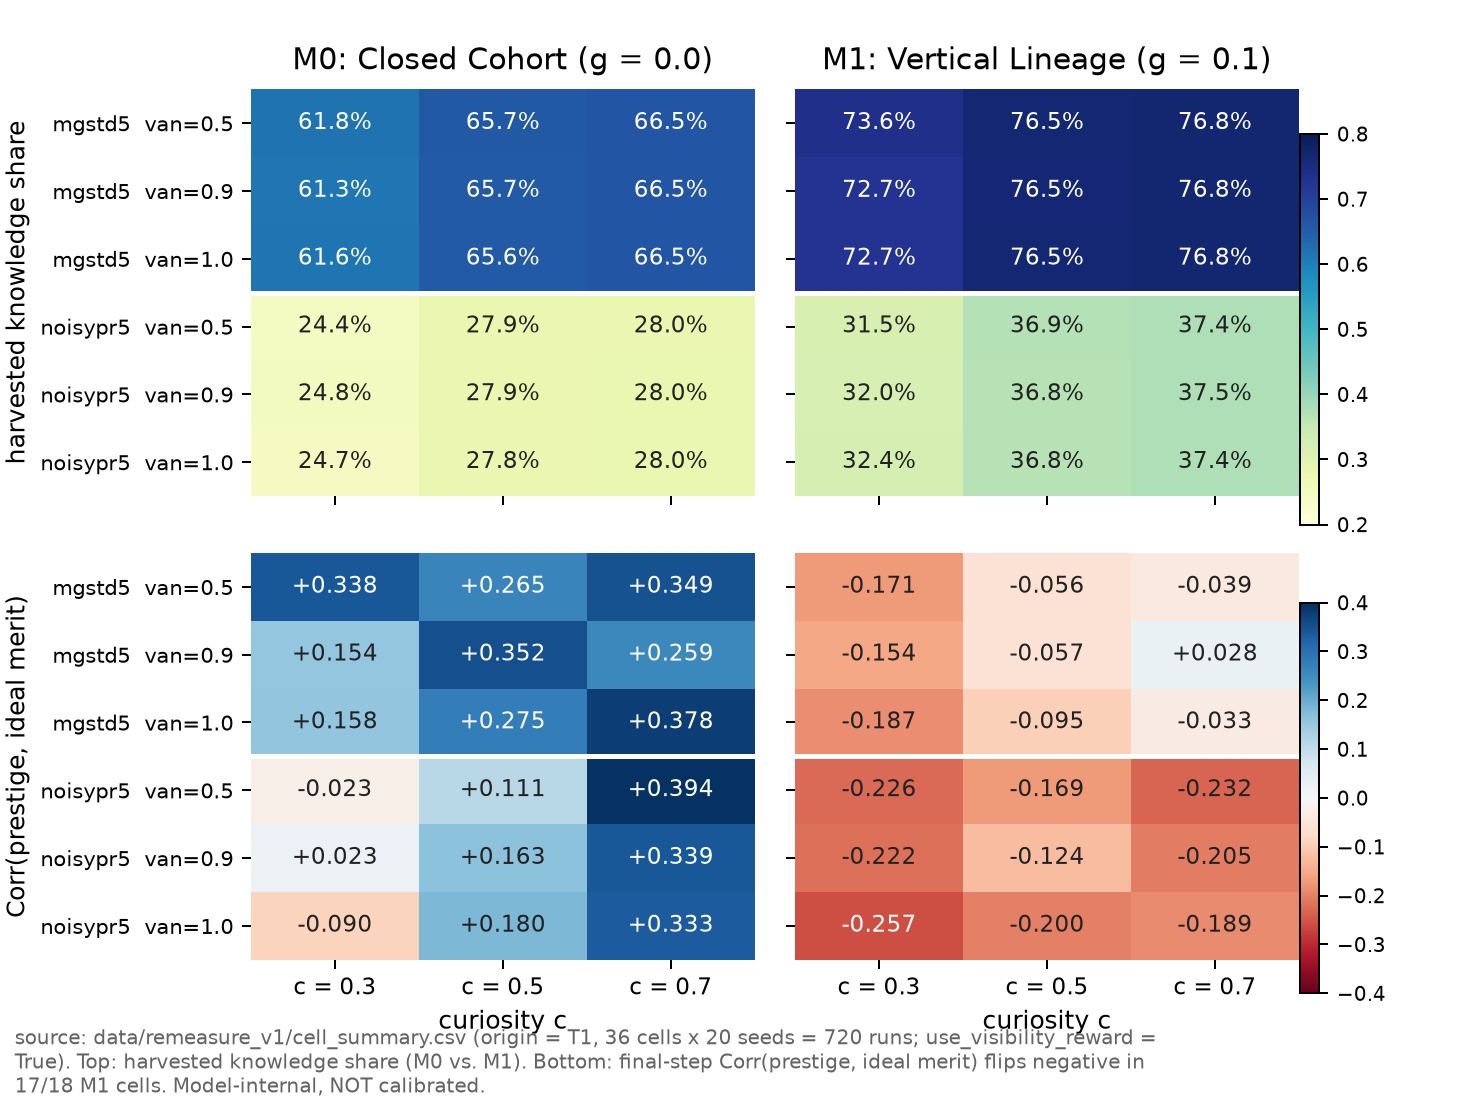 M0: Closed Cohort (g = 0.0)
M1: Vertical Lineage (g = 0.1)
harvested knowledge share
mgstd5 van=0.5 61.8% 65.7% 66.5% 73.6% 76.5% 76.8%
mgstd5 van=0.9 61.3% 65.7% 66.5% 72.7% 76.5% 76.8%
mgstd5 van=1.0 61.6% 65.6% 66.5% 72.7% 76.5% 76.8%
noisypr5 van=0.5 24.4% 27.9% 28.0% 31.5% 36.9% 37.4%
noisypr5 van=0.9 24.8% 27.9% 28.0% 32.0% 36.8% 37.5%
noisypr5 van=1.0 24.7% 27.8% 28.0% 32.4% 36.8% 37.4%
0.8
0.7
0.6
0.5
0.4
0.3
0.2
Corr(prestige, ideal merit)
mgstd5 van=0.5 +0.338 +0.265 +0.349 -0.171 -0.056 -0.039
mgstd5 van=0.9 +0.154 +0.352 +0.259 -0.154 -0.057 +0.028
mgstd5 van=1.0 +0.158 +0.275 +0.378 -0.187 -0.095 -0.033
noisypr5 van=0.5 -0.023 +0.111 +0.394 -0.226 -0.169 -0.232
noisypr5 van=0.9 +0.023 +0.163 +0.339 -0.222 -0.124 -0.205
noisypr5 van=1.0 -0.090 +0.180 +0.333 -0.257 -0.200 -0.189
0.4
0.3
0.2
0.1
0.0
−0.1
−0.2
−0.3
−0.4
c = 0.3 c = 0.5 c = 0.7 c = 0.3 c = 0.5 c = 0.7
curiosity c curiosity c
source: data/remeasure_v1/cell_summary.csv (origin = T1, 36 cells x 20 seeds = 720 runs; use_visibility_reward =
True). Top: harvested knowledge share (M0 vs. M1). Bottom: final-step Corr(prestige, ideal merit) flips negative in
17/18 M1 cells. Model-internal, NOT calibrated.